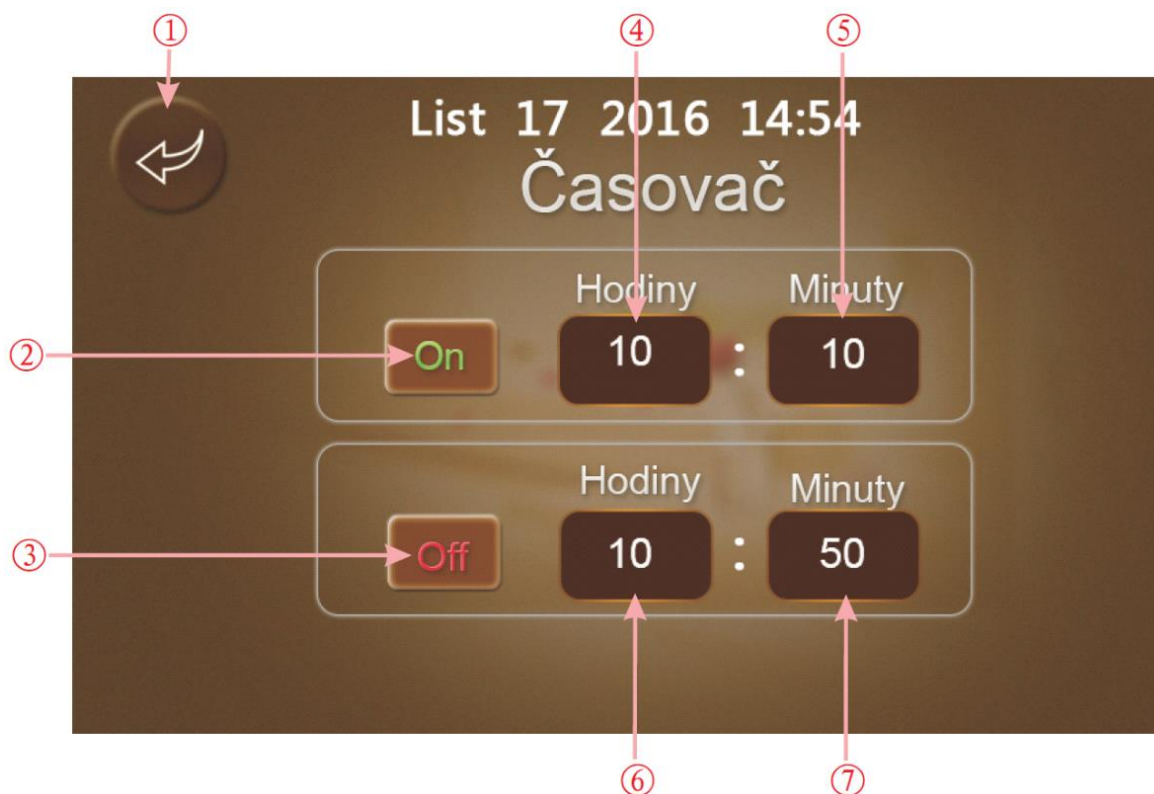 ① ④ ⑤
List 17 2016 14:54
Časovač
Hodiny Minuty
② On 10 : 10
Hodiny Minuty
③ Off 10 : 50
⑥ ⑦